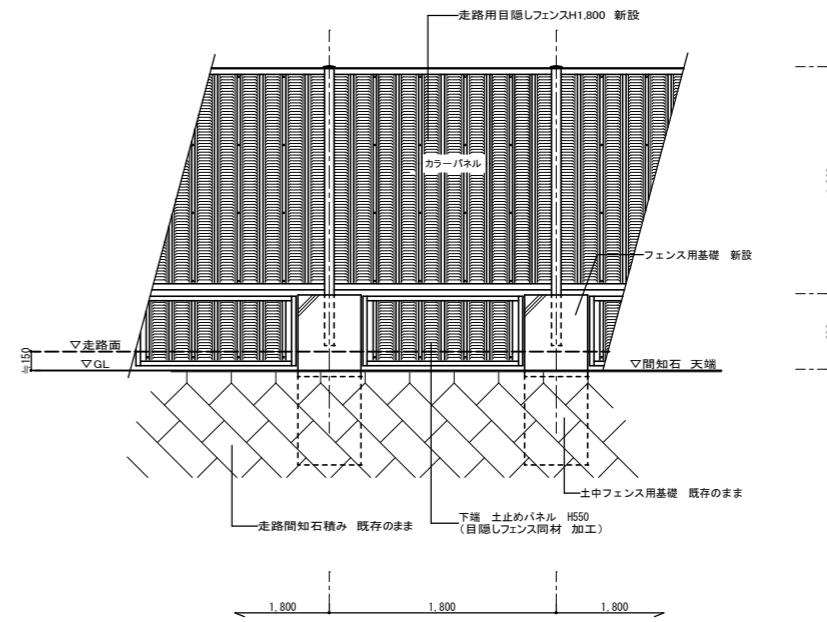 走路用目隠しフェンスH1,800 新設
カラーパネル
フェンス用基礎 新設
▽走路面
≒150
▽GL
▽間知石 天端
土中フェンス用基礎 既存のまま
下端 土止めパネル H550
(目隠しフェンス同材 加工)
走路間知石積み 既存のまま
1,800
1,800
1,800